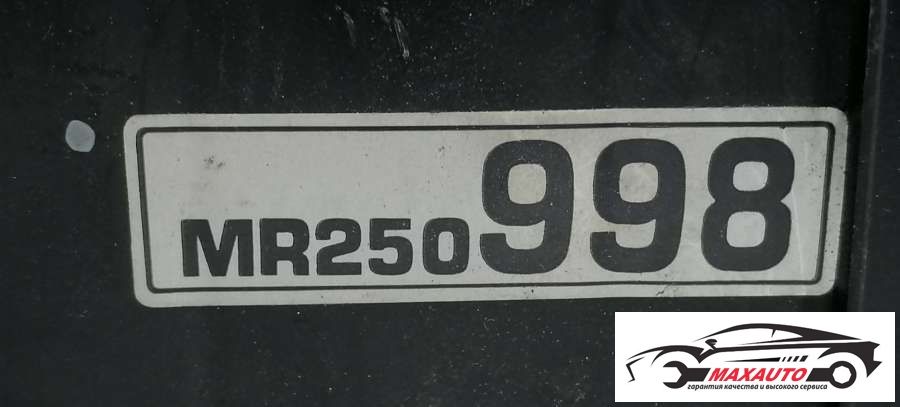 MR250998
MAXAUTO
гарантия качества и высокого сервиса